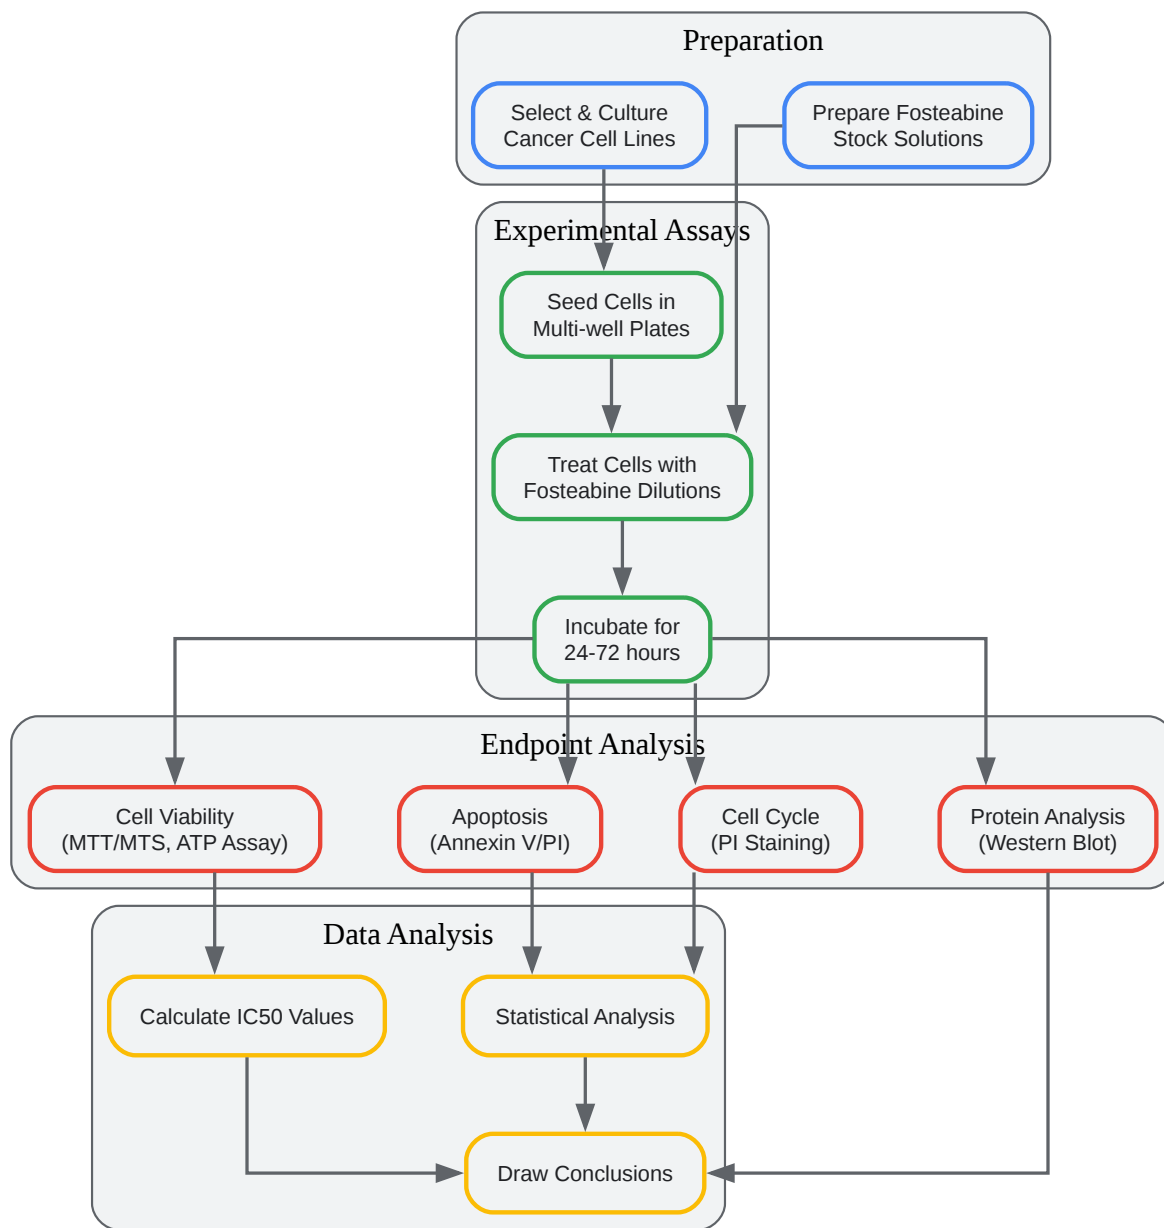 Preparation
Select & Culture
Cancer Cell Lines
Prepare Fosteabine
Stock Solutions
Experimental Assays
Seed Cells in
Multi-well Plates
Treat Cells with
Fosteabine Dilutions
Incubate for
24-72 hours
Endpoint Analysis
Cell Viability
(MTT/MTS, ATP Assay)
Apoptosis
(Annexin V/PI)
Cell Cycle
(PI Staining)
Protein Analysis
(Western Blot)
Data Analysis
Calculate IC50 Values
Statistical Analysis
Draw Conclusions